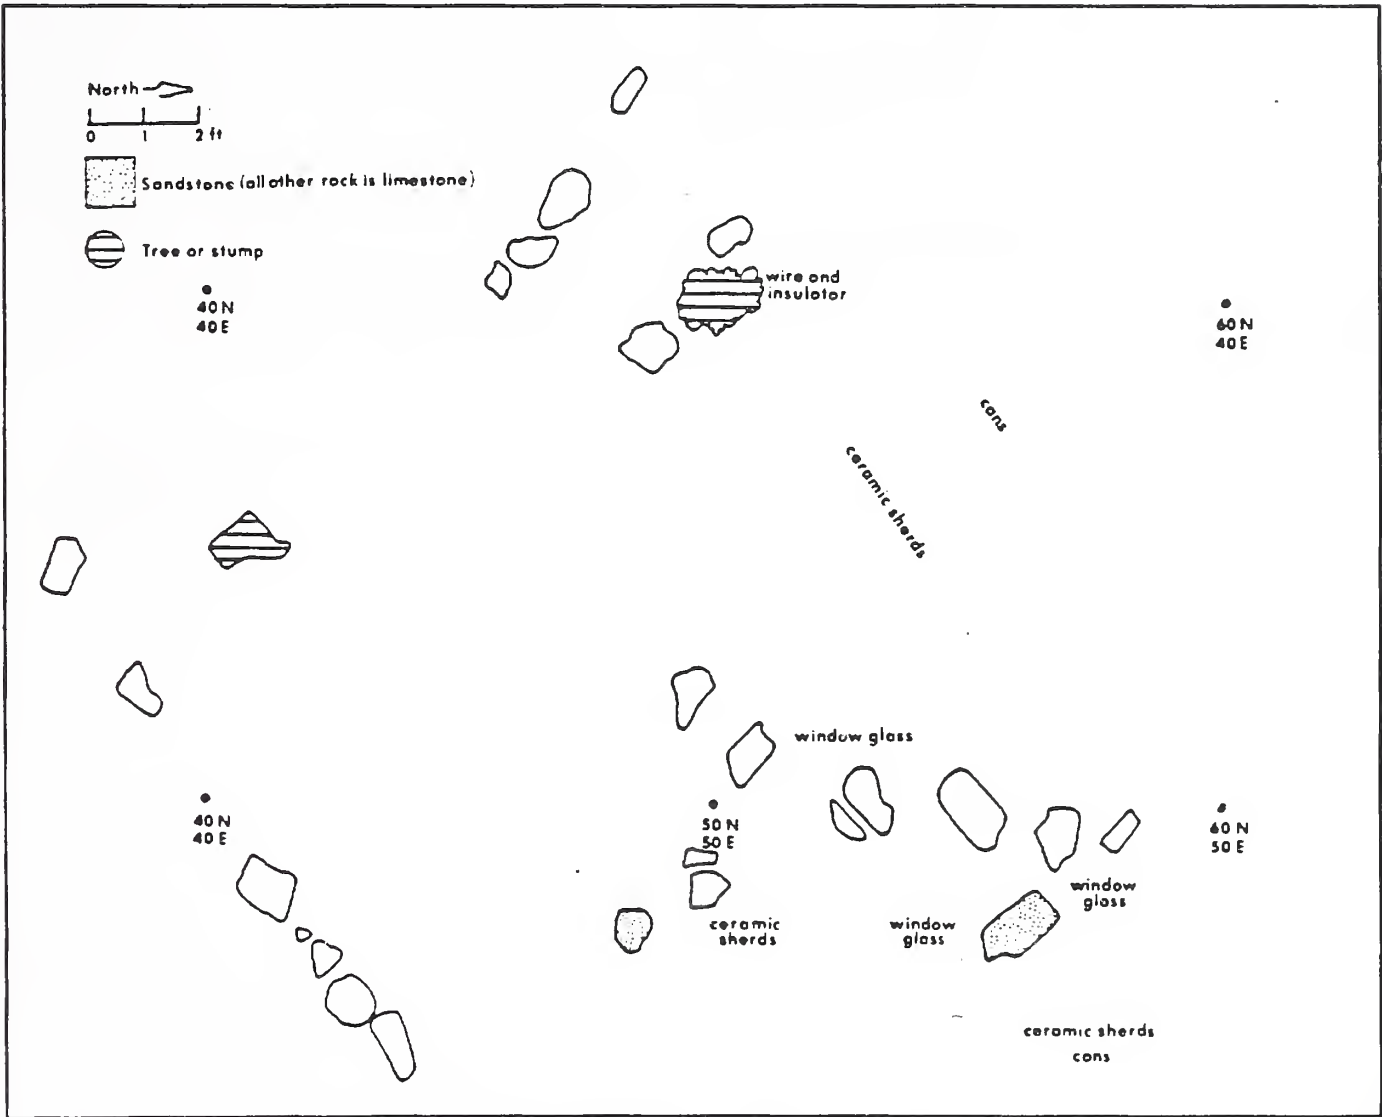 North
0 1 2 ft
Sandstone (all other rock is limestone)
Tree or stump
40 N
40 E
wire and
insulator
60 N
40 E
cans
ceramic sherds
window glass
40 N
40 E
50 N
50 E
60 N
50 E
window
glass
ceramic
sherds
window
glass
ceramic sherds
cans